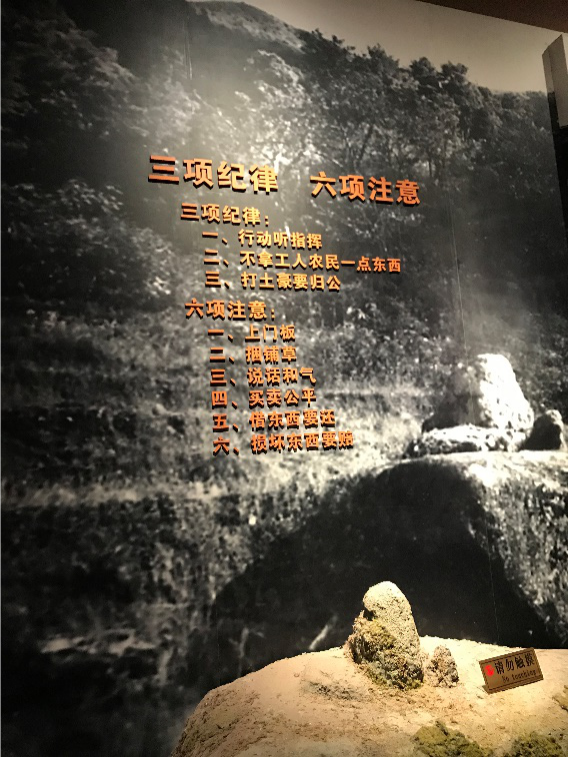 三项纪律 六项注意
三项纪律：
一、行动听指挥
二、不拿工人农民一点东西
三、打土豪要归公
六项注意：
一、上门板
二、捆铺草
三、说话和气
四、买卖公平
五、借东西要还
六、损坏东西要赔
请勿触摸
No touching